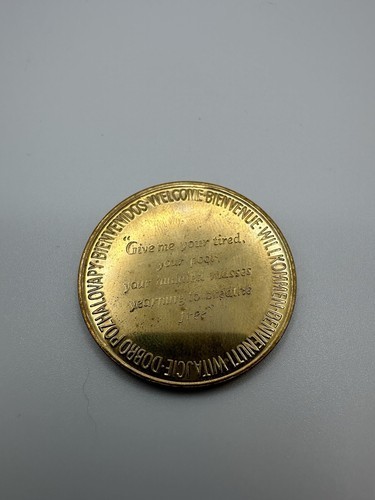 WELCOME·BIENVENUE·WILLKOMMEN·BENVENUTI·WITAJCIE·DOBRO POZHALOVAPY·BIENVENIDOS·
"Give me your tired,
your poor,
your huddled masses
yearning to breathe
free"